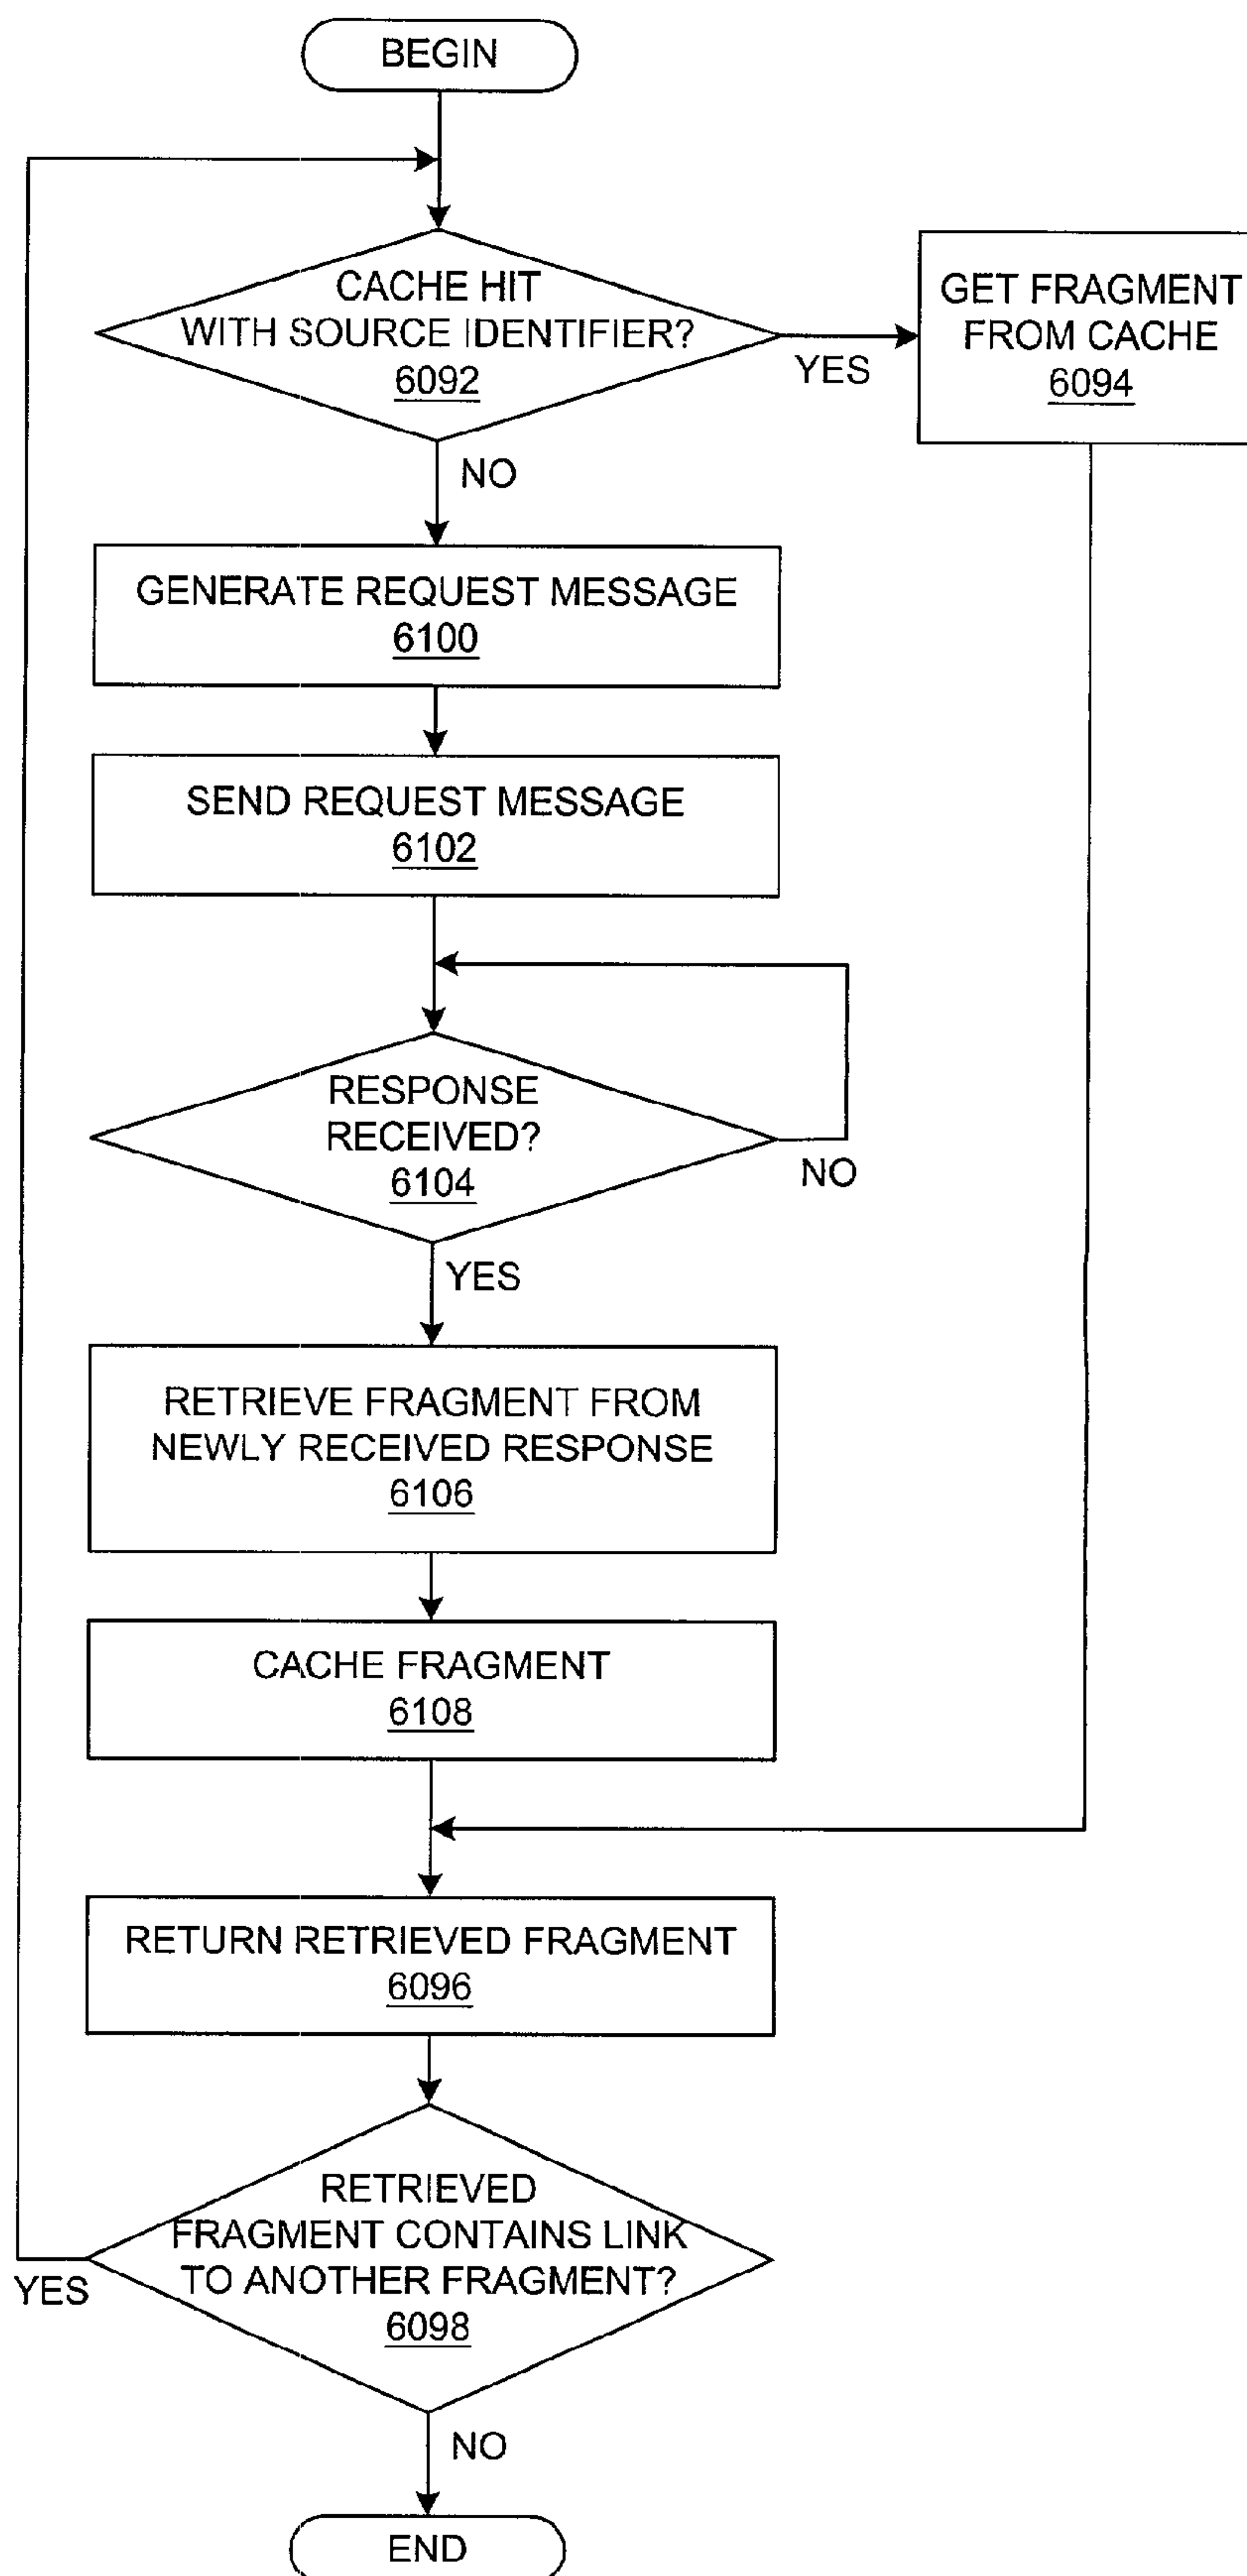 BEGIN
CACHE HIT
WITH SOURCE IDENTIFIER?
6092
YES
GET FRAGMENT
FROM CACHE
6094
NO
GENERATE REQUEST MESSAGE
6100
SEND REQUEST MESSAGE
6102
RESPONSE
RECEIVED?
6104
NO
YES
RETRIEVE FRAGMENT FROM
NEWLY RECEIVED RESPONSE
6106
CACHE FRAGMENT
6108
RETURN RETRIEVED FRAGMENT
6096
RETRIEVED
FRAGMENT CONTAINS LINK
TO ANOTHER FRAGMENT?
6098
YES
NO
END